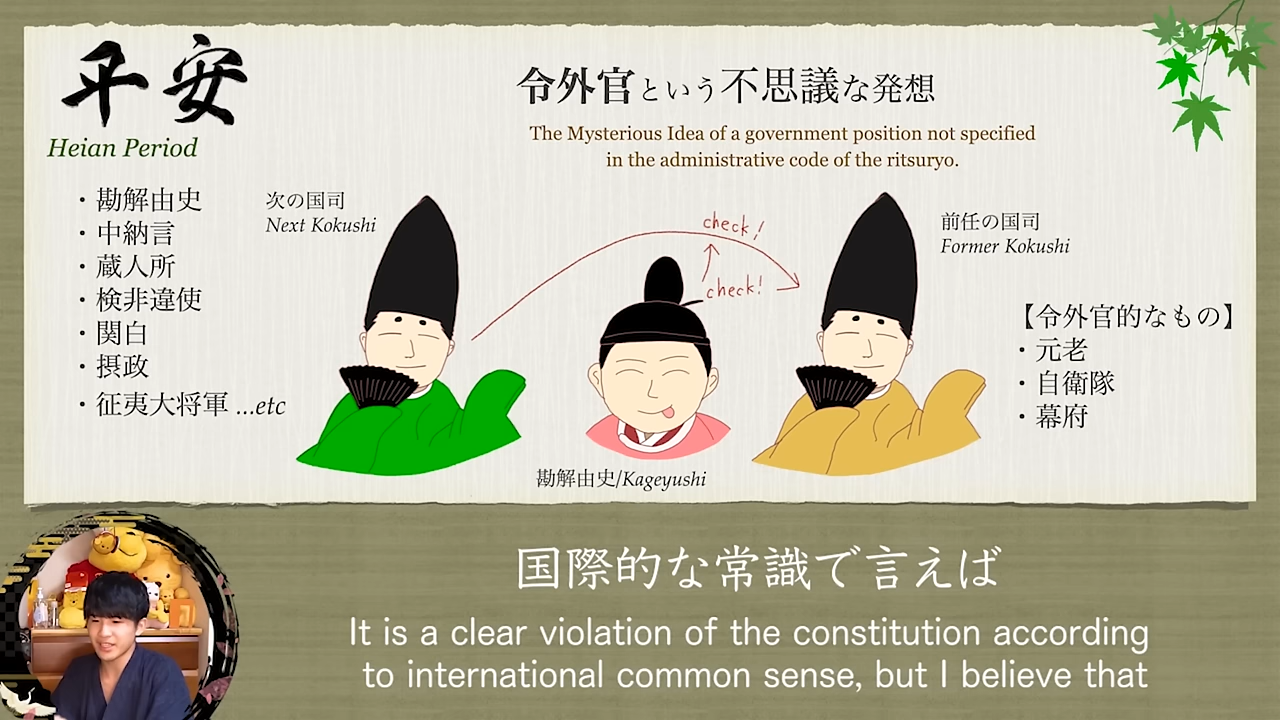 平安
Heian Period
令外官という不思議な発想
The Mysterious Idea of a government position not specified
in the administrative code of the ritsuryo.
・勘解由史
・中納言
・蔵人所
・検非違使
・関白
・摂政
・征夷大将軍 ...etc
次の国司
Next Kokushi
check!
check!
勘解由史/Kageyushi
前任の国司
Former Kokushi
【令外官的なもの】
・元老
・自衛隊
・幕府
国際的な常識で言えば
It is a clear violation of the constitution according
to international common sense, but I believe that